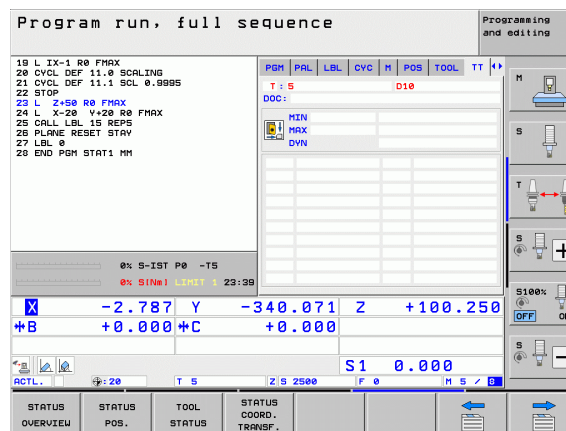 Program run, full sequence
Programming
and editing
19 L IX-1 R0 FMAX
20 CYCL DEF 11.0 SCALING
21 CYCL DEF 11.1 SCL 0.9995
22 STOP
23 L Z+50 R0 FMAX
24 L X-20 Y+20 R0 FMAX
25 CALL LBL 15 REP5
26 PLANE RESET STAY
27 LBL 0
28 END PGM STAT1 MM
PGM PAL LBL CYC M POS TOOL TT
T : 5 D10
DOC:
MIN
MAX
DYN
0% S-IST P0 -T5
0% S[Nm] LIMIT 1 23:39
X -2.787 Y -340.071 Z +100.250
B +0.000 C +0.000
S1 0.000
ACTL. : 20 T 5 Z S 2500 F 0 M 5 / 8
M
S
T
S
S100%
OFF
S
STATUS
OVERVIEW
STATUS
POS.
TOOL
STATUS
STATUS
COORD.
TRANSF.